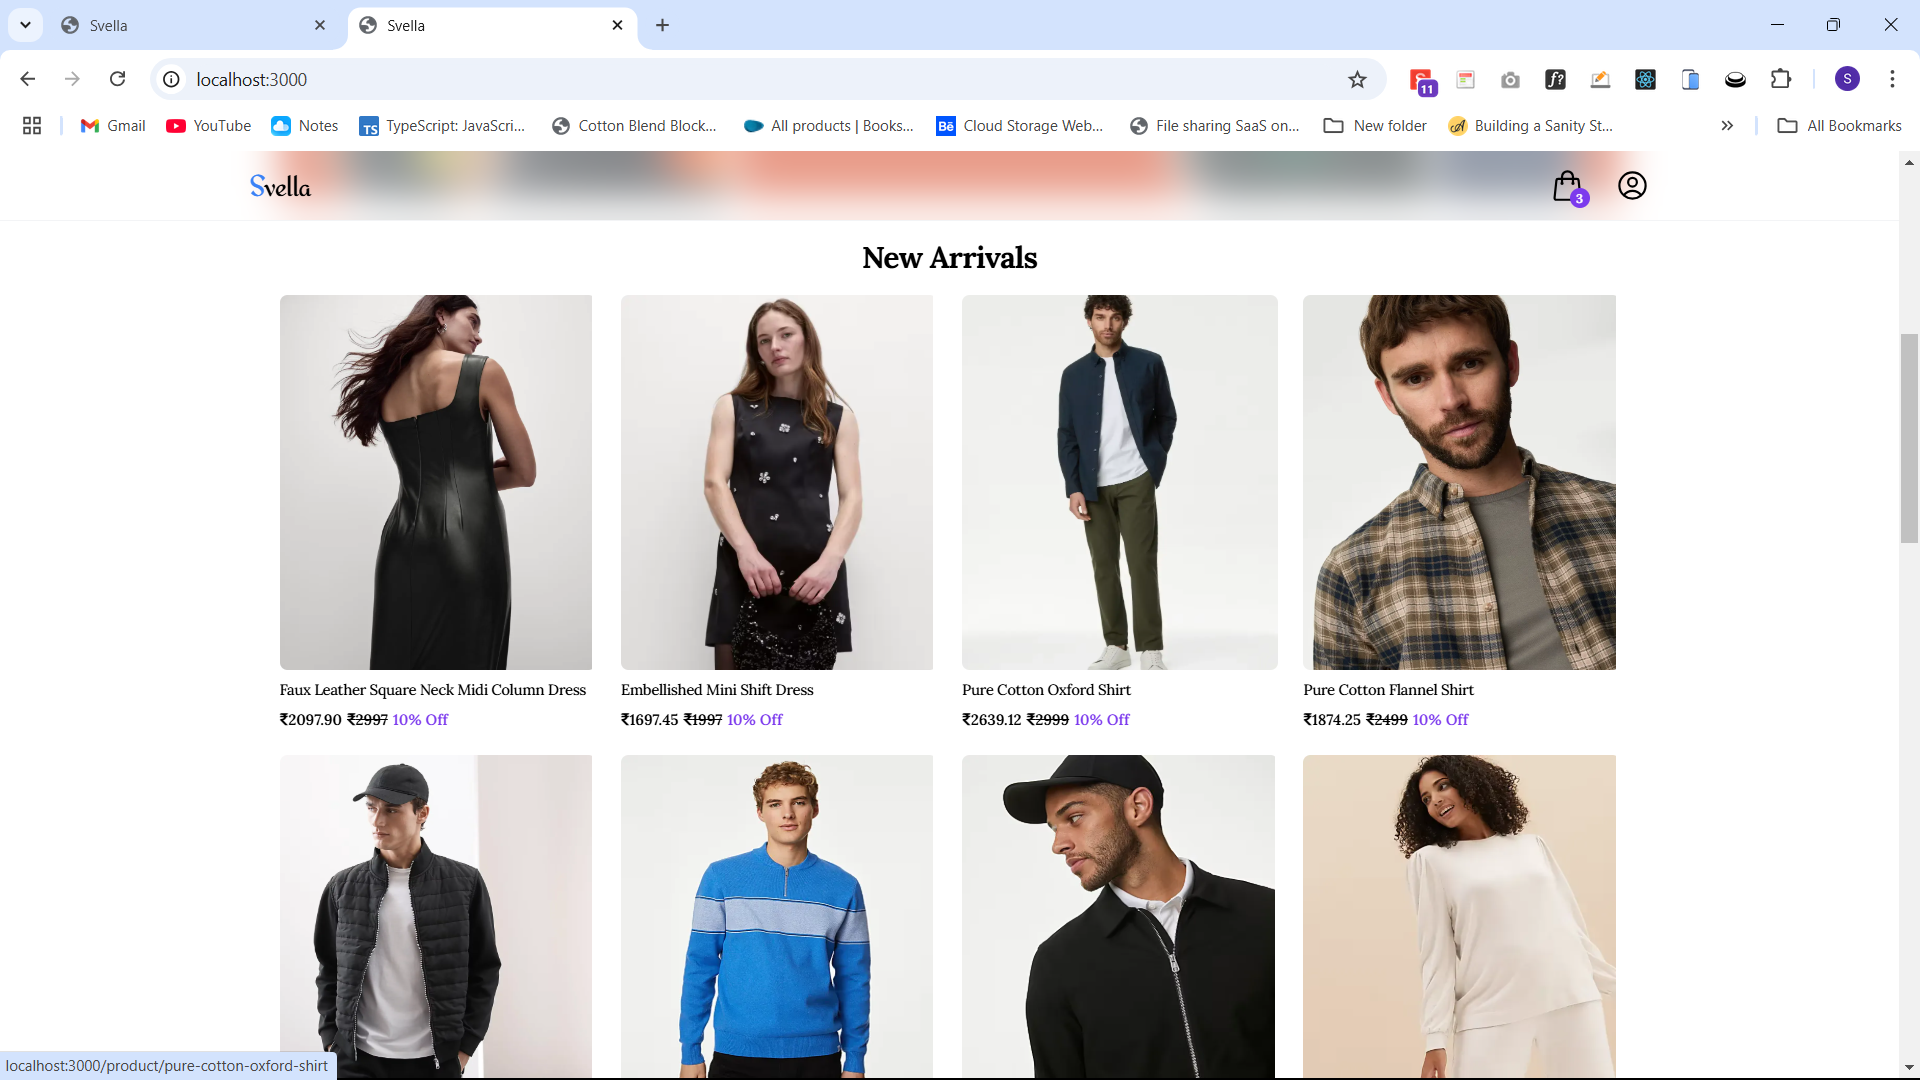 Svella
Svella
localhost:3000
11
S
Gmail
YouTube
Notes
TypeScript: JavaScri...
Cotton Blend Block...
All products | Books...
Cloud Storage Web...
File sharing SaaS on...
New folder
Building a Sanity St...
All Bookmarks
Svella
3
New Arrivals
Faux Leather Square Neck Midi Column Dress
₹2097.90 ₹2997 10% Off
Embellished Mini Shift Dress
₹1697.45 ₹1997 10% Off
Pure Cotton Oxford Shirt
₹2639.12 ₹2999 10% Off
Pure Cotton Flannel Shirt
₹1874.25 ₹2499 10% Off
localhost:3000/product/pure-cotton-oxford-shirt